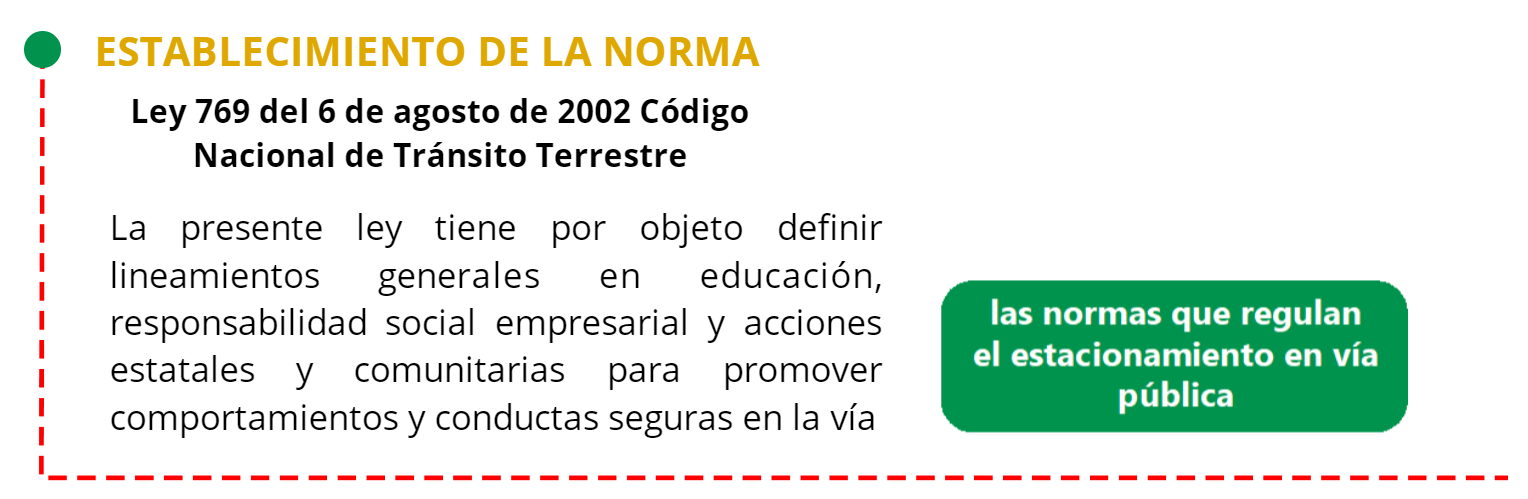 ESTABLECIMIENTO DE LA NORMA
Ley 769 del 6 de agosto de 2002 Código
Nacional de Tránsito Terrestre
La presente ley tiene por objeto definir
lineamientos generales en educación,
responsabilidad social empresarial y acciones
estatales y comunitarias para promover
comportamientos y conductas seguras en la vía
las normas que regulan
el estacionamiento en vía
pública